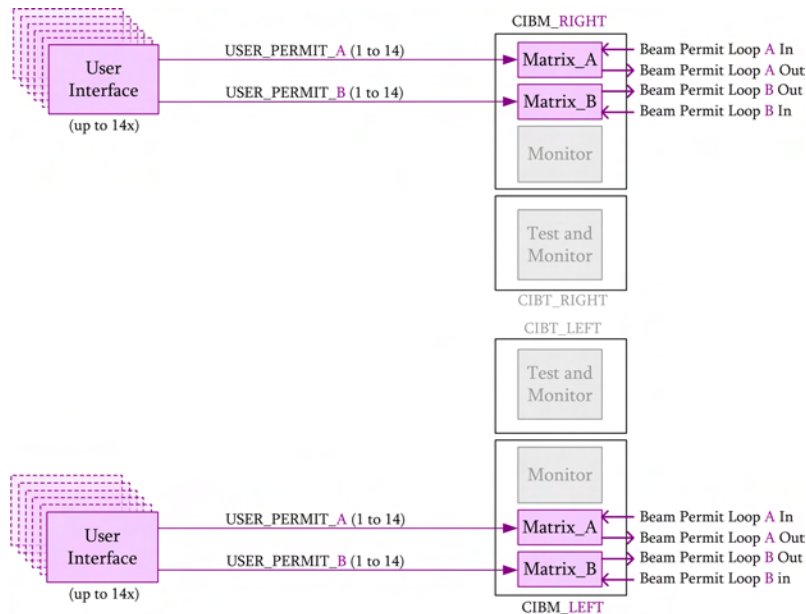 CIBM_RIGHT
User
Interface
(up to 14x)
USER_PERMIT_A (1 to 14)
USER_PERMIT_B (1 to 14)
Matrix_A
Matrix_B
Monitor
Beam Permit Loop A In
Beam Permit Loop A Out
Beam Permit Loop B Out
Beam Permit Loop B In
Test and
Monitor
CIBT_RIGHT
CIBT_LEFT
Test and
Monitor
Monitor
User
Interface
(up to 14x)
USER_PERMIT_A (1 to 14)
USER_PERMIT_B (1 to 14)
Matrix_A
Matrix_B
Beam Permit Loop A In
Beam Permit Loop A Out
Beam Permit Loop B Out
Beam Permit Loop B in
CIBM_LEFT